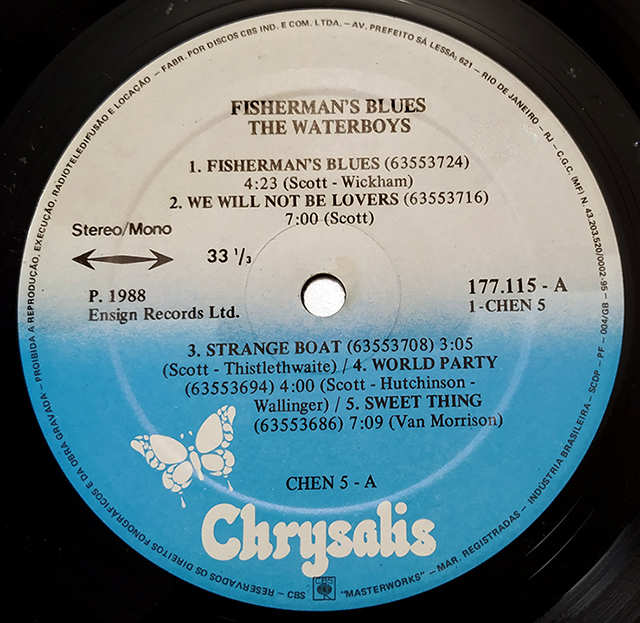 PROIBIDA A REPRODUÇÃO, EXECUÇÃO, RADIOTELEDIFUSÃO E LOCAÇÃO – FABR. POR DISCOS CBS IND. E COM. LTDA. – AV. PREFEITO SÁ LESSA, 621 – RIO DE JANEIRO – RJ – C.G.C. (MF) N. 43.203.520/0002-95
FISHERMAN'S BLUES
THE WATERBOYS
1. FISHERMAN'S BLUES (63553724)
4:23 (Scott - Wickham)
2. WE WILL NOT BE LOVERS (63553716)
7:00 (Scott)
Stereo/Mono
33 1/3
P. 1988
Ensign Records Ltd.
177.115 - A
1-CHEN 5
3. STRANGE BOAT (63553708) 3:05
(Scott - Thistlethwaite) / 4. WORLD PARTY
(63553694) 4:00 (Scott - Hutchinson -
Wallinger) / 5. SWEET THING
(63553686) 7:09 (Van Morrison)
CHEN 5 - A
Chrysalis
RESERVADOS OS DIREITOS FONOGRÁFICOS E DA OBRA GRAVADA – CBS
CBS
"MASTERWORKS" – MAR. REGISTRADAS – INDÚSTRIA BRASILEIRA – SCDP – PF – 004/GB –